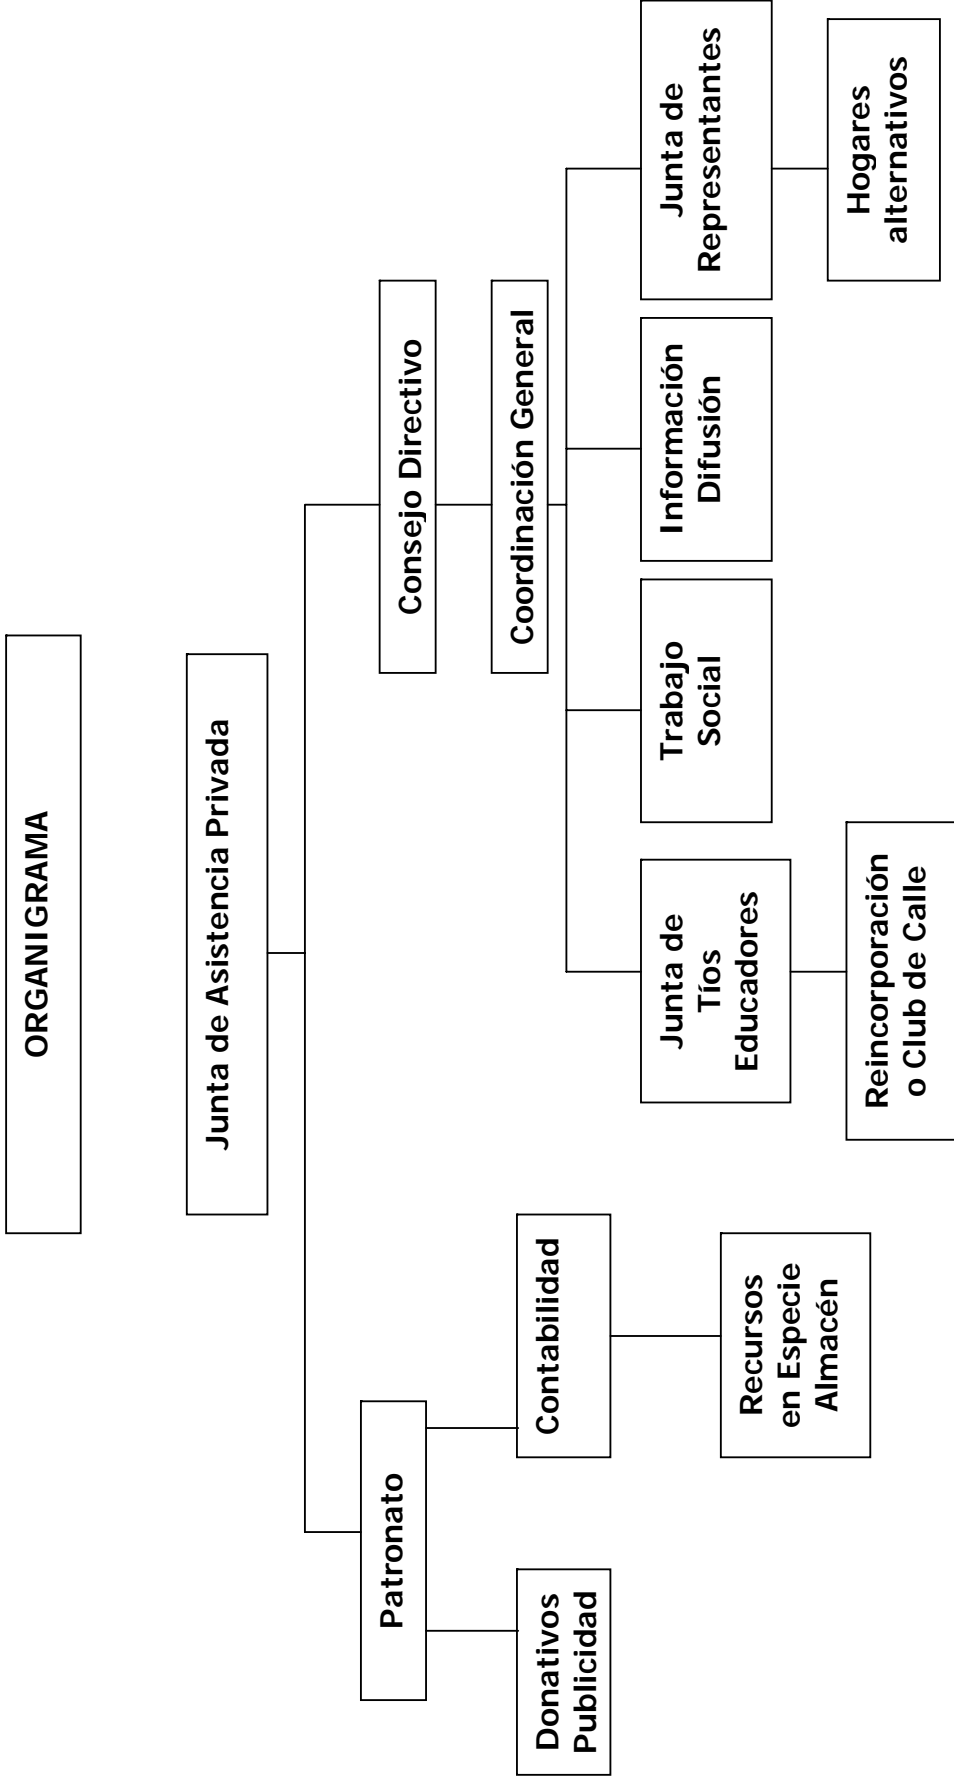 ORGANIGRAMA
Junta de Asistencia Privada
Patronato
Consejo Directivo
Coordinación General
Donativos
Publicidad
Contabilidad
Junta de
Tíos
Educadores
Trabajo
Social
Información
Difusión
Junta de
Representantes
Recursos
en Especie
Almacén
Reincorporación
o Club de Calle
Hogares
alternativos